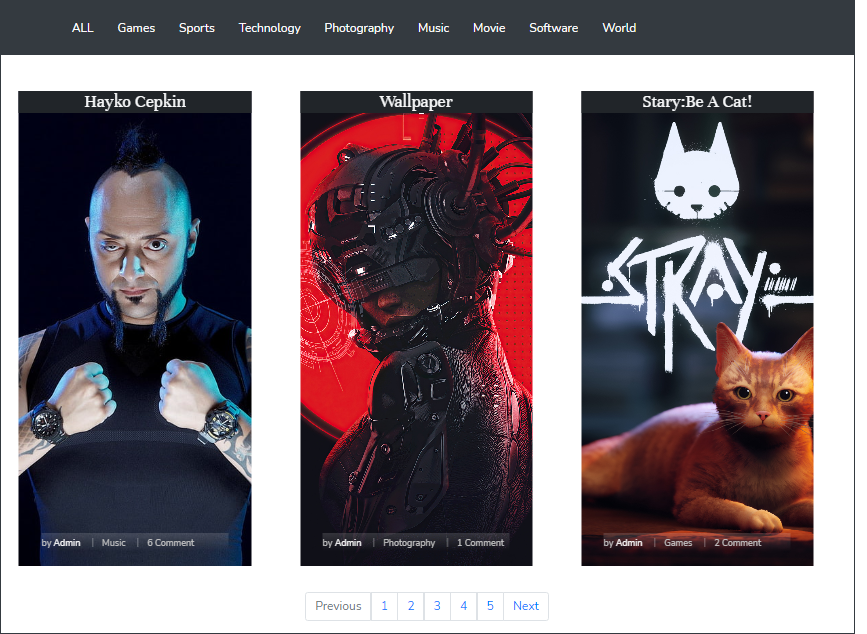 ALL Games Sports Technology Photography Music Movie Software World
Hayko Cepkin
Wallpaper
Stary:Be A Cat!
STRAY
by Admin | Music | 6 Comment
by Admin | Photography | 1 Comment
by Admin | Games | 2 Comment
Previous 1 2 3 4 5 Next